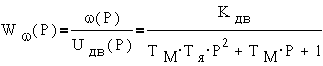 W ω(P) = ω(P) / U дв(P) = K дв / T М·T я·P² + T М·P + 1